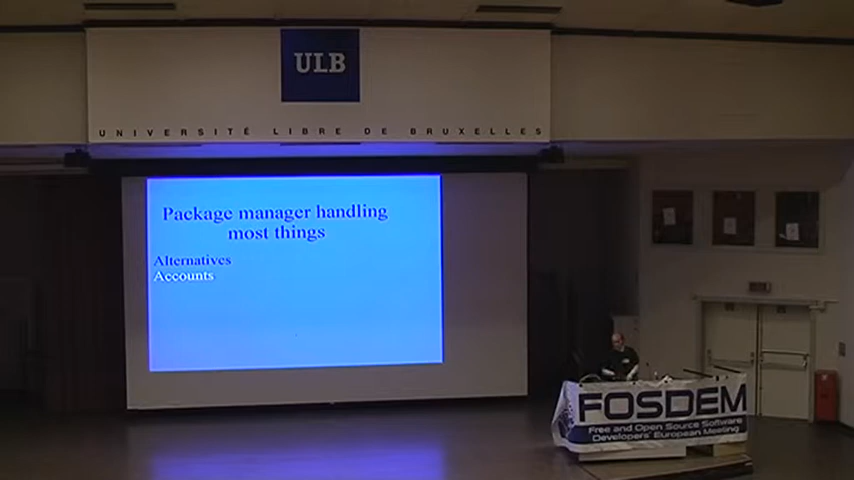 ULB
UNIVERSITÉ LIBRE DE BRUXELLES
Package manager handling
most things
Alternatives
Accounts
FOSDEM
Free and Open Source Software
Developers' European Meeting